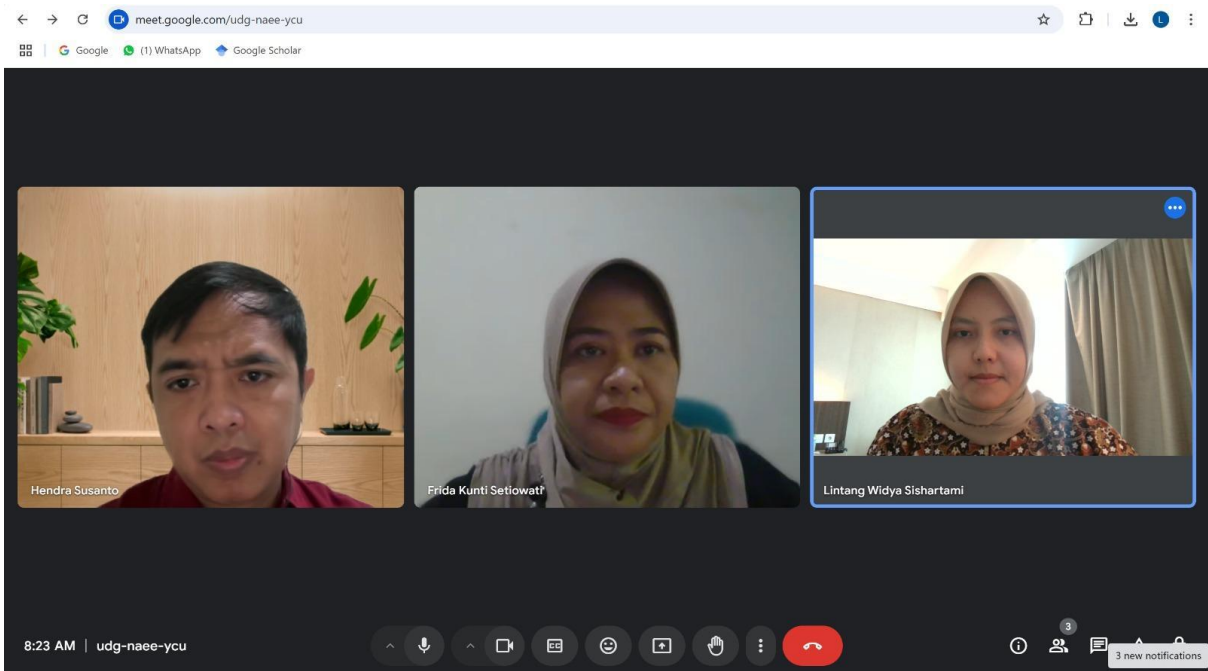 meet.google.com/udg-naee-ycu
L
Google
(1) WhatsApp
Google Scholar
Hendra Susanto
Frida Kunti Setiowati
Lintang Widya Sishartami
8:23 AM | udg-naee-ycu
CC
3
3 new notifications